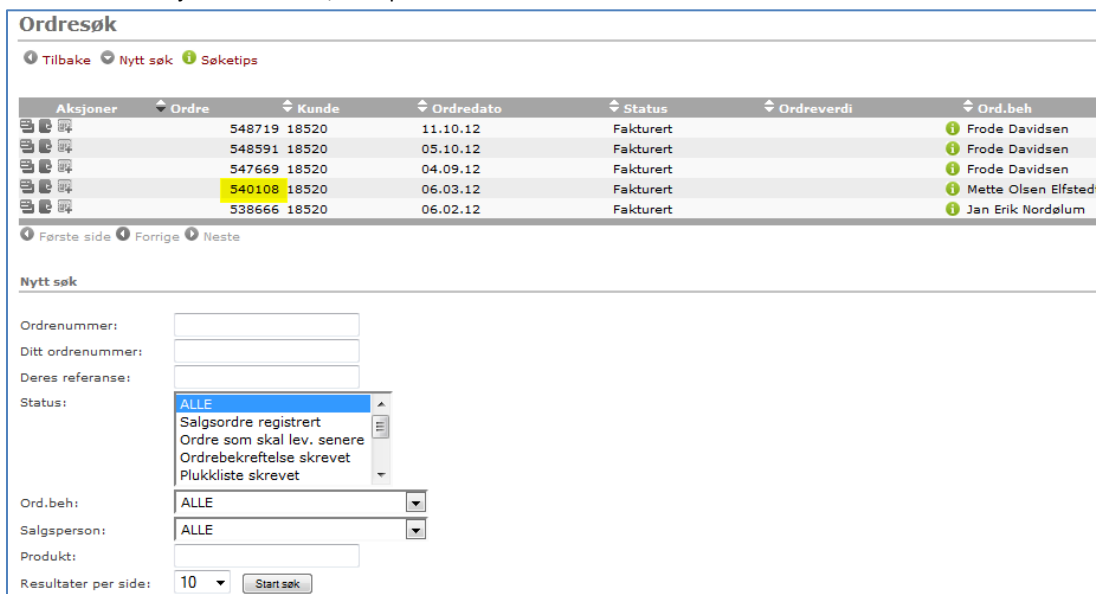 Ordresøk
Tilbake Nytt søk Søketips
Aksjoner Ordre Kunde Ordredato Status Ordreverdi Ord.beh
548719 18520 11.10.12 Fakturert Frode Davidsen
548591 18520 05.10.12 Fakturert Frode Davidsen
547669 18520 04.09.12 Fakturert Frode Davidsen
540108 18520 06.03.12 Fakturert Mette Olsen Elfsted
538666 18520 06.02.12 Fakturert Jan Erik Nordølum
Første side Forrige Neste
Nytt søk
Ordrenummer:
Ditt ordrenummer:
Deres referanse:
Status: ALLE
Salgsordre registrert
Ordre som skal lev. senere
Ordrebekreftelse skrevet
Plukkliste skrevet
Ord.beh: ALLE
Salgsperson: ALLE
Produkt:
Resultater per side: 10 Start søk